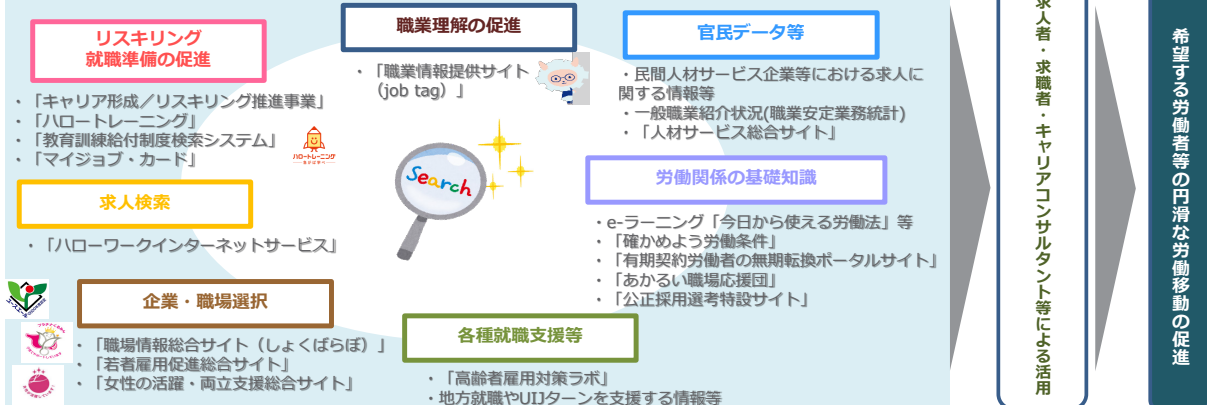 リスキリング
就職準備の促進
・「キャリア形成／リスキリング推進事業」
・「ハロートレーニング」
・「教育訓練給付制度検索システム」
・「マイジョブ・カード」
ハロートレーニング
求人検索
・「ハローワークインターネットサービス」
企業・職場選択
・「職場情報総合サイト（しょくばらぼ）」
・「若者雇用促進総合サイト」
・「女性の活躍・両立支援総合サイト」
職業理解の促進
・「職業情報提供サイト
（job tag）」
Search
各種就職支援等
・「高齢者雇用対策ラボ」
・地方就職やUIJターンを支援する情報等
官民データ等
・民間人材サービス企業等における求人に
関する情報等
・一般職業紹介状況(職業安定業務統計)
・「人材サービス総合サイト」
労働関係の基礎知識
・e-ラーニング「今日から使える労働法」等
・「確かめよう労働条件」
・「有期契約労働者の無期転換ポータルサイト」
・「あかるい職場応援団」
・「公正採用選考特設サイト」
求人者・求職者・キャリアコンサルタント等による活用
希望する労働者等の円滑な労働移動の促進